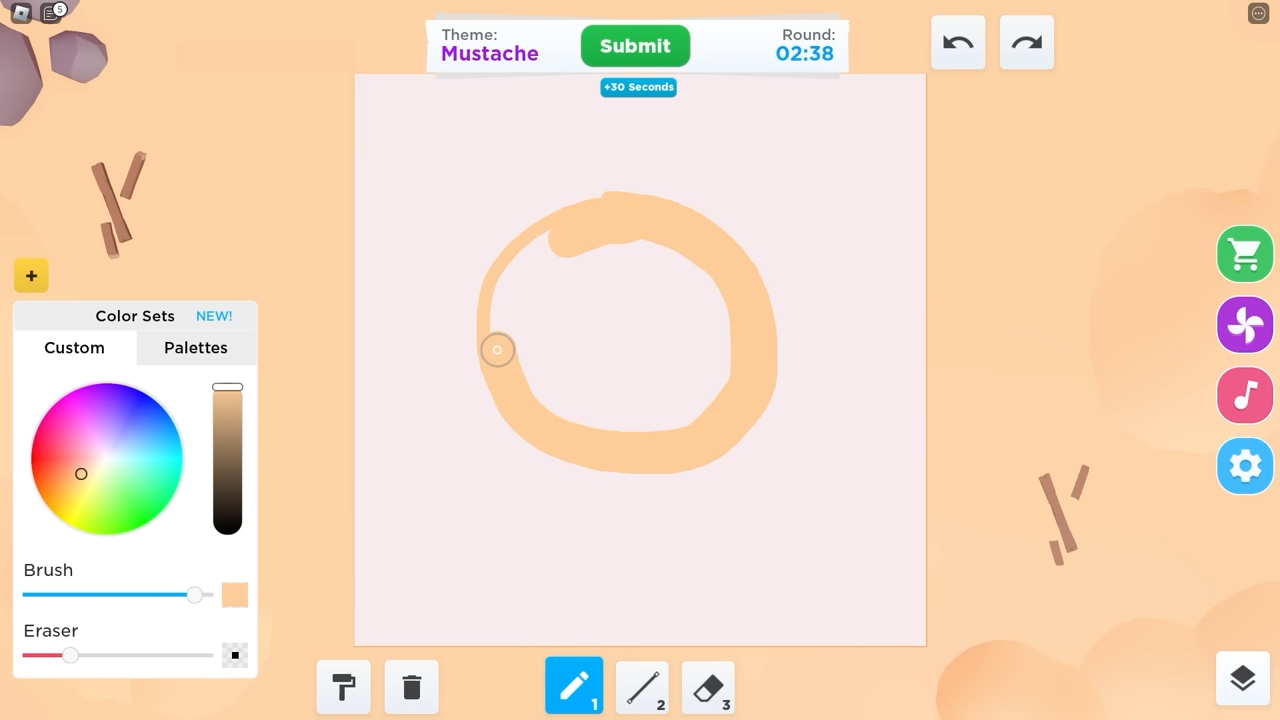 5
Theme:
Mustache
Submit
Round:
02:38
+30 Seconds
+
Color Sets NEW!
Custom Palettes
Brush
Eraser
1
2
3